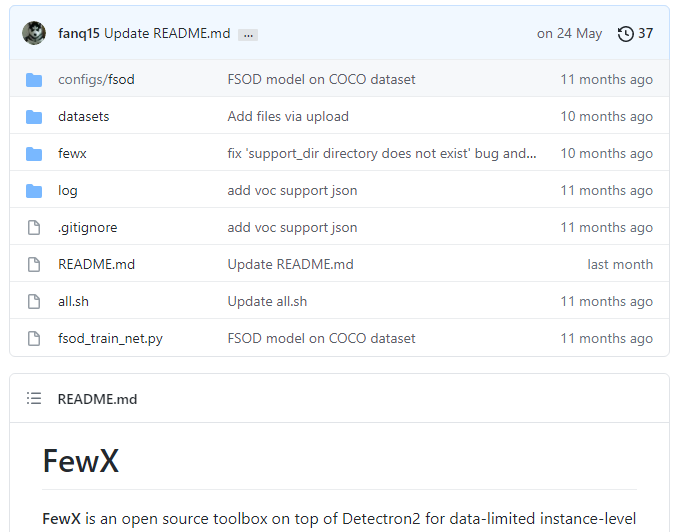 fanq15 Update README.md ... on 24 May 37
configs/fsod FSOD model on COCO dataset 11 months ago
datasets Add files via upload 10 months ago
fewx fix 'support_dir directory does not exist' bug and... 10 months ago
log add voc support json 11 months ago
.gitignore add voc support json 11 months ago
README.md Update README.md last month
all.sh Update all.sh 11 months ago
fsod_train_net.py FSOD model on COCO dataset 11 months ago
README.md
FewX
FewX is an open source toolbox on top of Detectron2 for data-limited instance-level